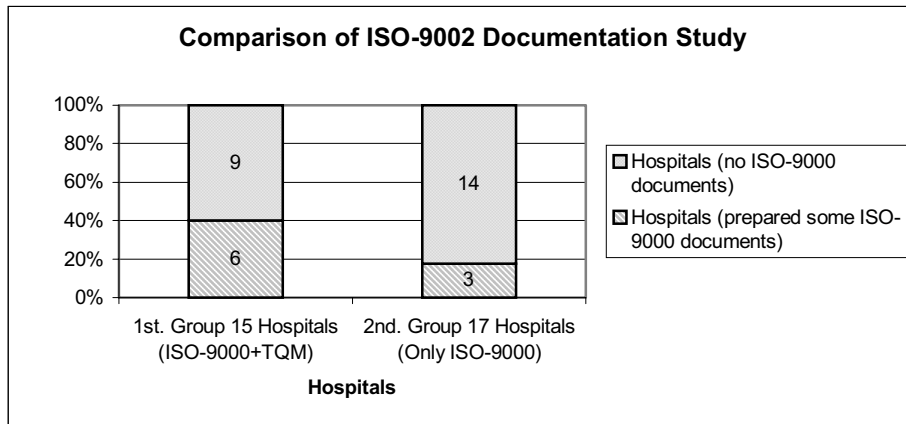 Comparison of ISO-9002 Documentation Study
100%
80%
60%
40%
20%
0%
9
6
14
3
1st. Group 15 Hospitals
(ISO-9000+TQM)
2nd. Group 17 Hospitals
(Only ISO-9000)
Hospitals
Hospitals (no ISO-9000
documents)
Hospitals (prepared some ISO-
9000 documents)